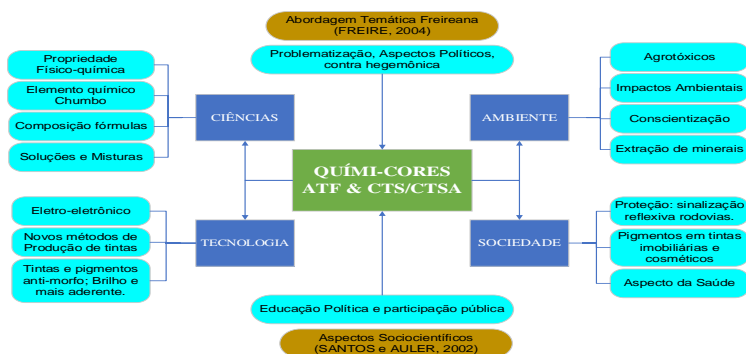 Abordagem Temática Freireana
(FREIRE, 2004)
Problematização, Aspectos Políticos,
contra hegemônica
Propriedade
Físico-química
Elemento químico
Chumbo
Composição fórmulas
Soluções e Misturas
CIÊNCIAS
AMBIENTE
Agrotóxicos
Impactos Ambientais
Conscientização
Extração de minerais
QUÍMI-CORES
ATF & CTS/CTSA
Eletro-eletrônico
Novos métodos de
Produção de tintas
Tintas e pigmentos
anti-morfo; Brilho e
mais aderente.
TECNOLOGIA
SOCIEDADE
Proteção: sinalização
reflexiva rodovias.
Pigmentos em tintas
imobiliárias e
cosméticos
Aspecto da Saúde
Educação Política e participação pública
Aspectos Sociocientíficos
(SANTOS e AULER, 2002)